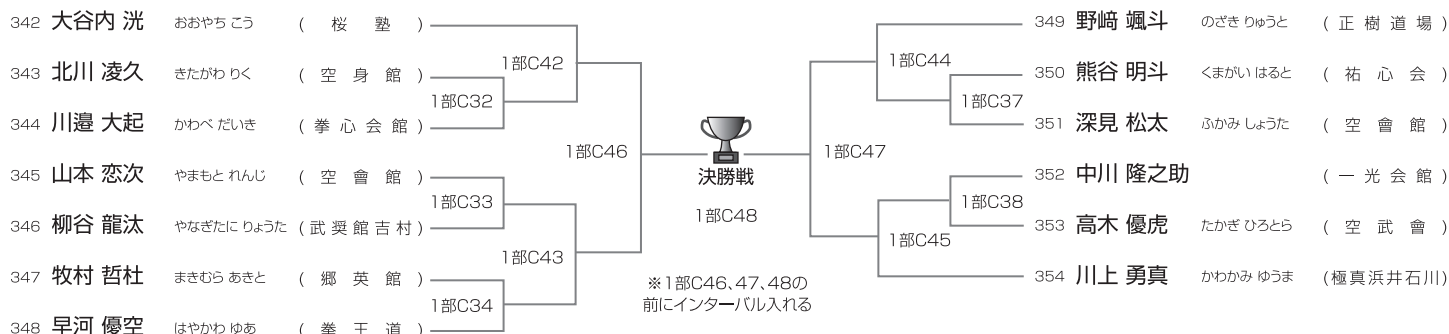 342 大谷内 洸 おおやち こう ( 桜 塾 )
343 北川 凌久 きたがわ りく ( 空 身 館 )
344 川邉 大起 かわべ だいき ( 拳 心 会 館 )
345 山本 恋次 やまもと れんじ ( 空 會 館 )
346 柳谷 龍汰 やなぎたに りょうた ( 武 奨 館 吉 村 )
347 牧村 哲杜 まきむら あきと ( 郷 英 館 )
348 早河 優空 はやかわ ゆあ ( 拳 王 道 )
1部C42
1部C32
1部C46
1部C33
1部C43
1部C34
決勝戦
1部C48
※1部C46、47、48の
前にインターバル入れる
1部C44
1部C37
1部C47
1部C38
1部C45
349 野﨑 颯斗 のざき りゅうと ( 正 樹 道 場 )
350 熊谷 明斗 くまがい はると ( 祐 心 会 )
351 深見 松太 ふかみ しょうた ( 空 會 館 )
352 中川 隆之助 ( 一 光 会 館 )
353 高木 優虎 たかぎ ひろとら ( 空 武 會 )
354 川上 勇真 かわかみ ゆうま (極真浜井石川)